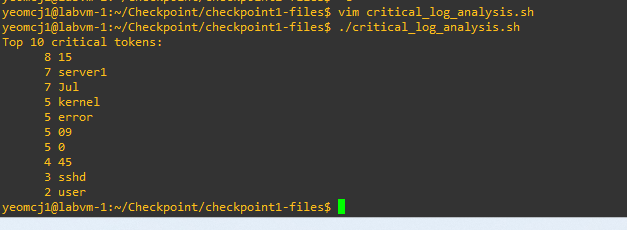 yeomcj1@labvm-1:~/Checkpoint/checkpoint1-files$ vim critical_log_analysis.sh
yeomcj1@labvm-1:~/Checkpoint/checkpoint1-files$ ./critical_log_analysis.sh
Top 10 critical tokens:
      8 15
      7 server1
      7 Jul
      5 kernel
      5 error
      5 09
      5 0
      4 45
      3 sshd
      2 user
yeomcj1@labvm-1:~/Checkpoint/checkpoint1-files$